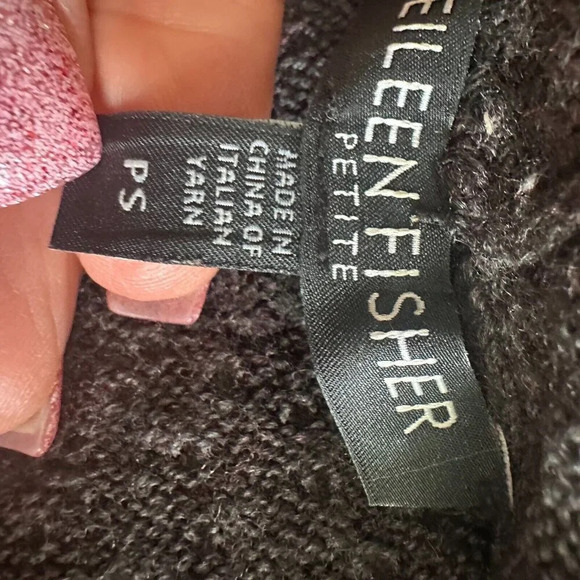 EILEEN FISHER
PETITE
MADE IN
CHINA OF
ITALIAN
YARN
PS